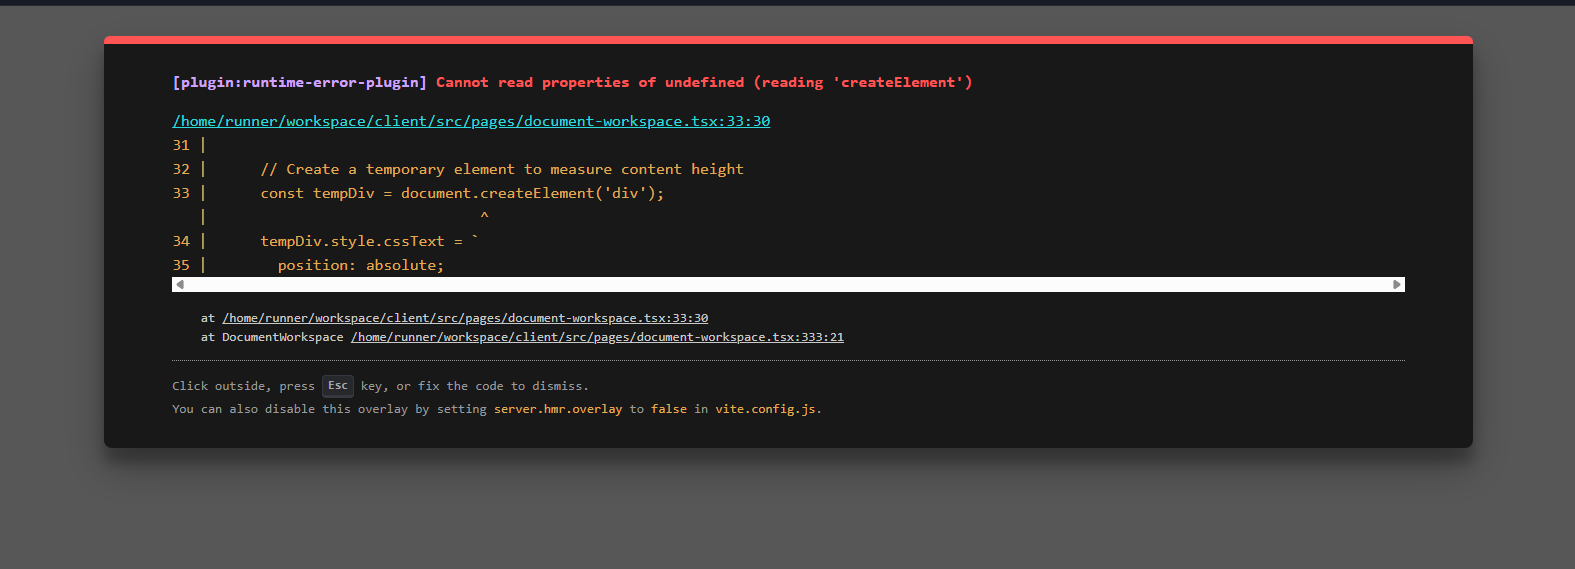 [plugin:runtime-error-plugin] Cannot read properties of undefined (reading 'createElement')
/home/runner/workspace/client/src/pages/document-workspace.tsx:33:30
31 |
32 |      // Create a temporary element to measure content height
33 |      const tempDiv = document.createElement('div');
   |                               ^
34 |      tempDiv.style.cssText = `
35 |        position: absolute;
at /home/runner/workspace/client/src/pages/document-workspace.tsx:33:30
at DocumentWorkspace /home/runner/workspace/client/src/pages/document-workspace.tsx:333:21
Click outside, press Esc key, or fix the code to dismiss.
You can also disable this overlay by setting server.hmr.overlay to false in vite.config.js.